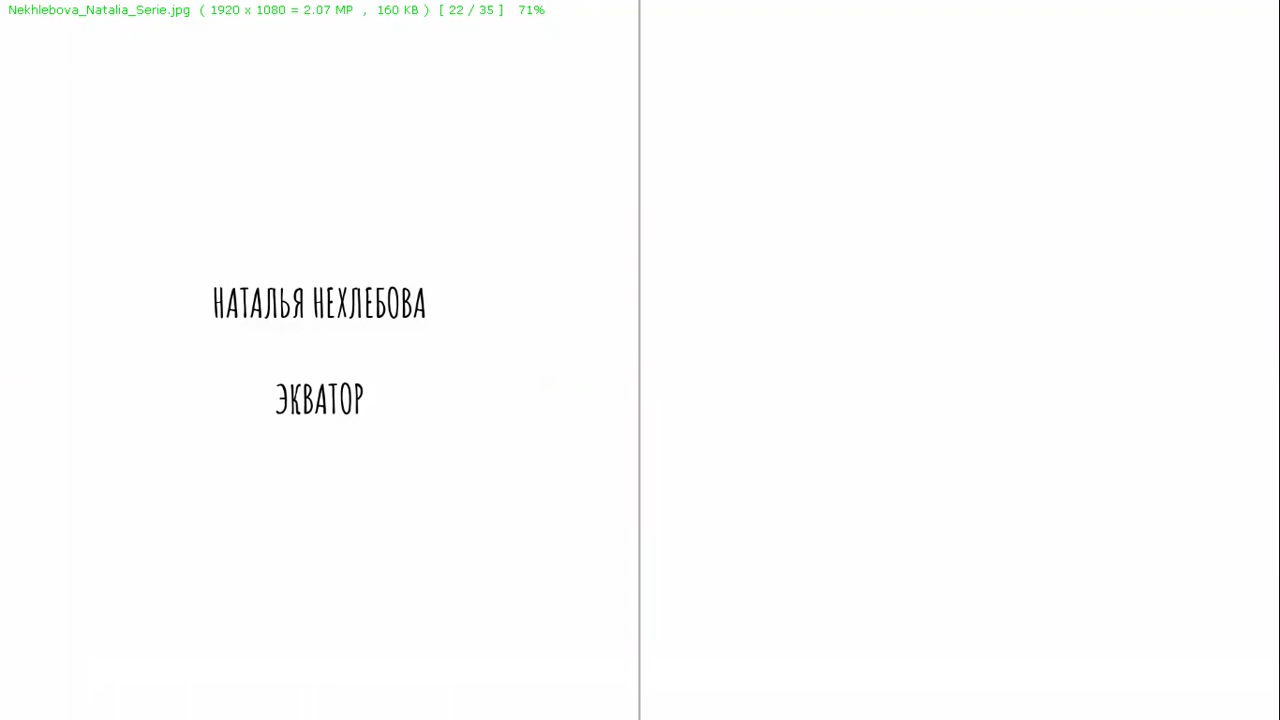 Nekhlebova_Natalia_Serie.jpg ( 1920 x 1080 = 2.07 MP , 160 KB ) [ 22 / 35 ] 71%
НАТАЛЬЯ НЕХЛЕБОВА
ЭКВАТОР